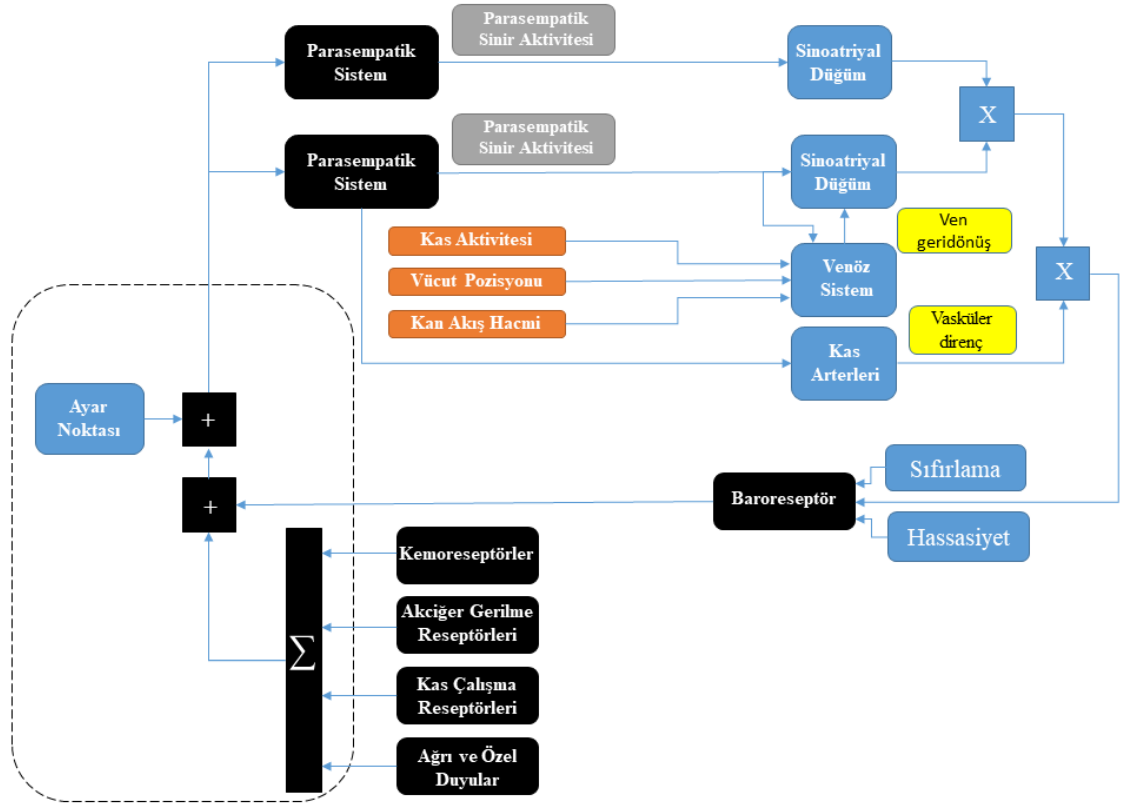 Parasempatik
Sistem
Parasempatik
Sinir Aktivitesi
Sinoatriyal
Düğüm
X
Parasempatik
Sistem
Parasempatik
Sinir Aktivitesi
Sinoatriyal
Düğüm
Ven
geridönüş
Kas Aktivitesi
Vücut Pozisyonu
Kan Akış Hacmi
Venöz
Sistem
X
Vasküler
direnç
Kas
Arterleri
Ayar
Noktası
+
+
Baroreseptör
Sıfırlama
Hassasiyet
∑
Kemoreseptörler
Akciğer Gerilme
Reseptörleri
Kas Çalışma
Reseptörleri
Ağrı ve Özel
Duyular